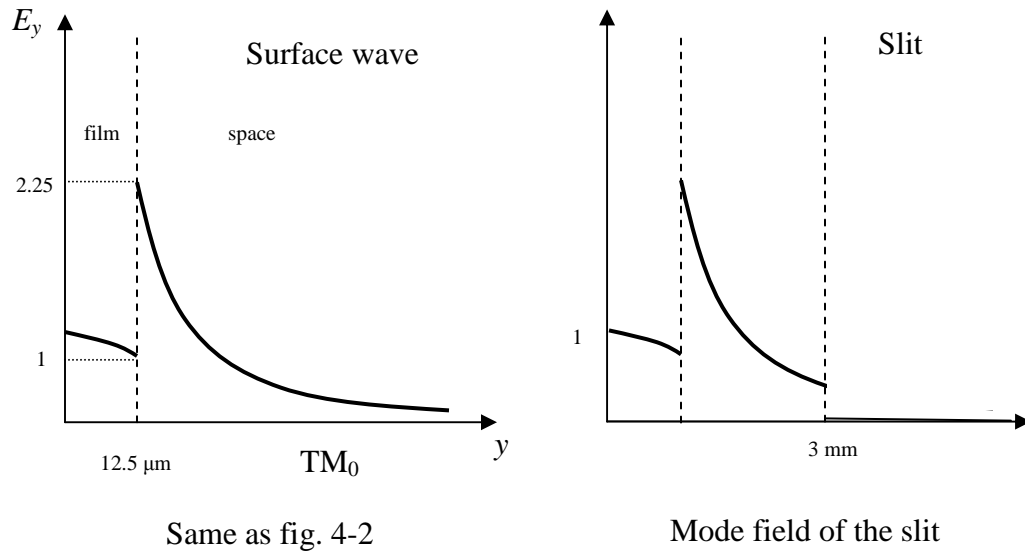 E_y
Surface wave
film
space
2.25
1
12.5 μm
TM₀
y
Same as fig. 4-2
Slit
1
3 mm
Mode field of the slit